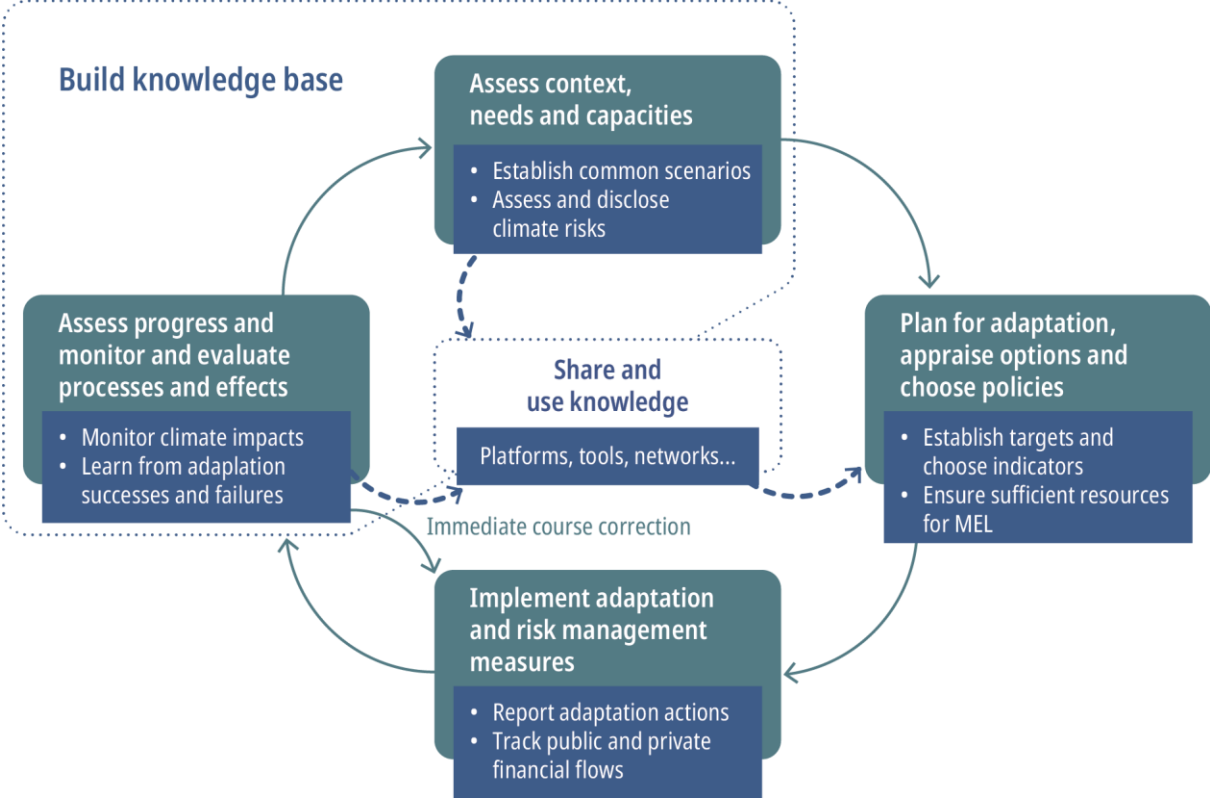 Build knowledge base
Assess context,
needs and capacities
• Establish common scenarios
• Assess and disclose
climate risks
Assess progress and
monitor and evaluate
processes and effects
• Monitor climate impacts
• Learn from adaplation
successes and failures
Share and
use knowledge
Platforms, tools, networks...
Plan for adaptation,
appraise options and
choose policies
• Establish targets and
choose indicators
• Ensure sufficient resources
for MEL
Immediate course correction
Implement adaptation
and risk management
measures
• Report adaptation actions
• Track public and private
financial flows